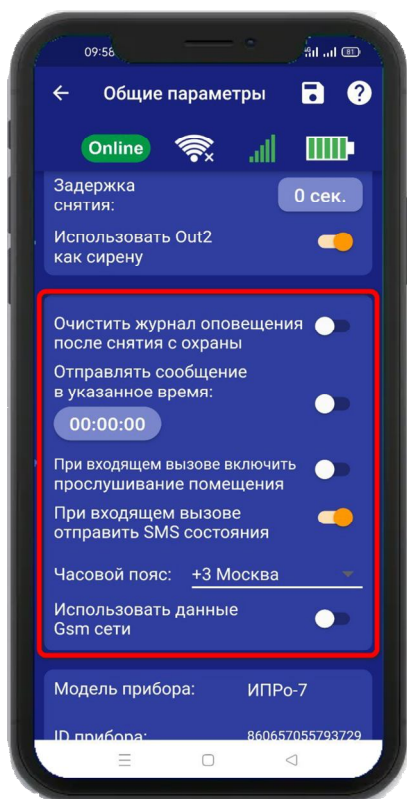 09:58
81
Общие параметры
?
Online
Задержка
снятия:
0 сек.
Использовать Out2
как сирену
Очистить журнал оповещения
после снятия с охраны
Отправлять сообщение
в указанное время:
00:00:00
При входящем вызове включить
прослушивание помещения
При входящем вызове
отправить SMS состояния
Часовой пояс: +3 Москва
Использовать данные
Gsm сети
Модель прибора: ИПРо-7
ID прибора: 860657055793729